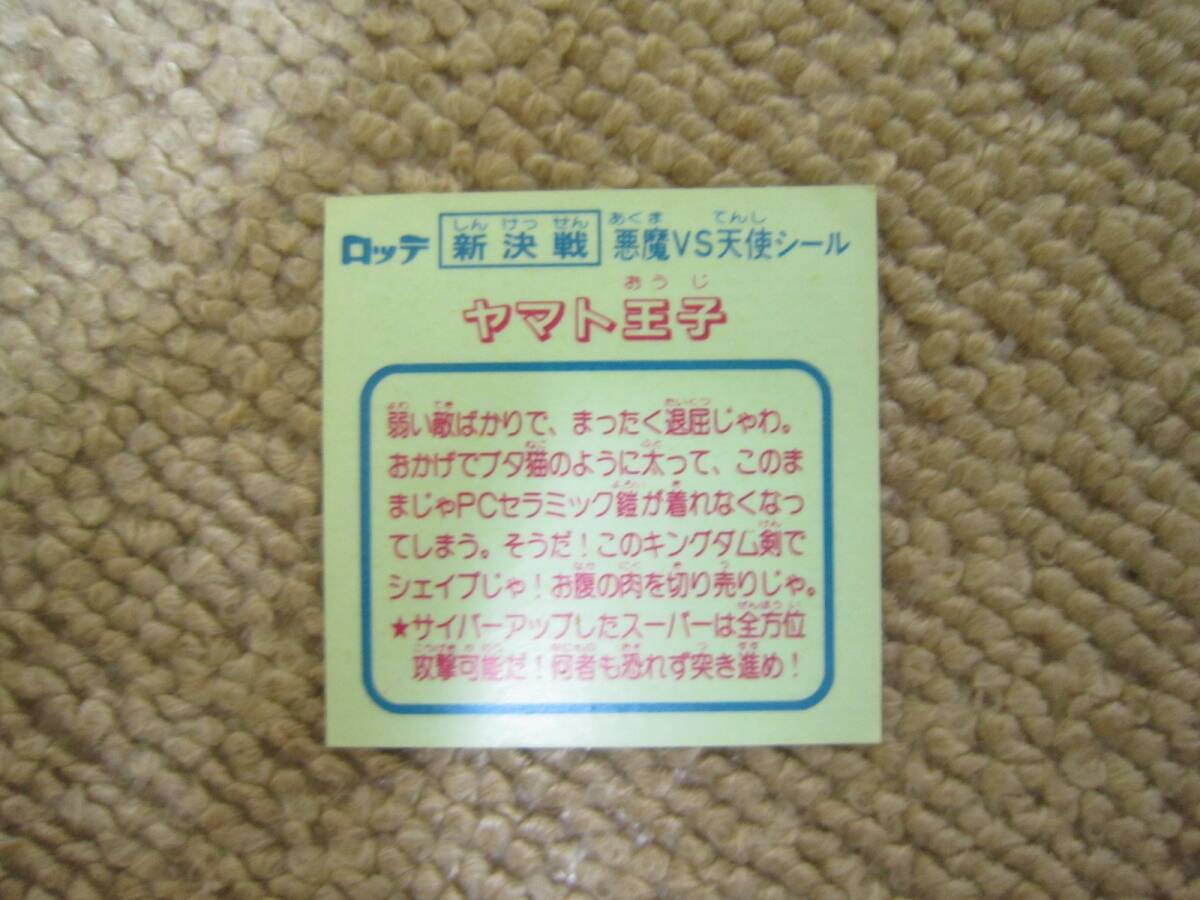 ロッテ 新決戦 悪魔VS天使シール
ヤマト王子
弱い敵ばかりで、まったく退屈じゃわ。
おかげでブタ猫のように太って、このま
まじゃPCセラミック鎧が着れなくなっ
てしまう。そうだ！このキングダム剣で
シェイプじゃ！お腹の肉を切り売りじゃ。
★サイバーアップしたスーパーは全方位
攻撃可能だ！何者も恐れず突き進め！